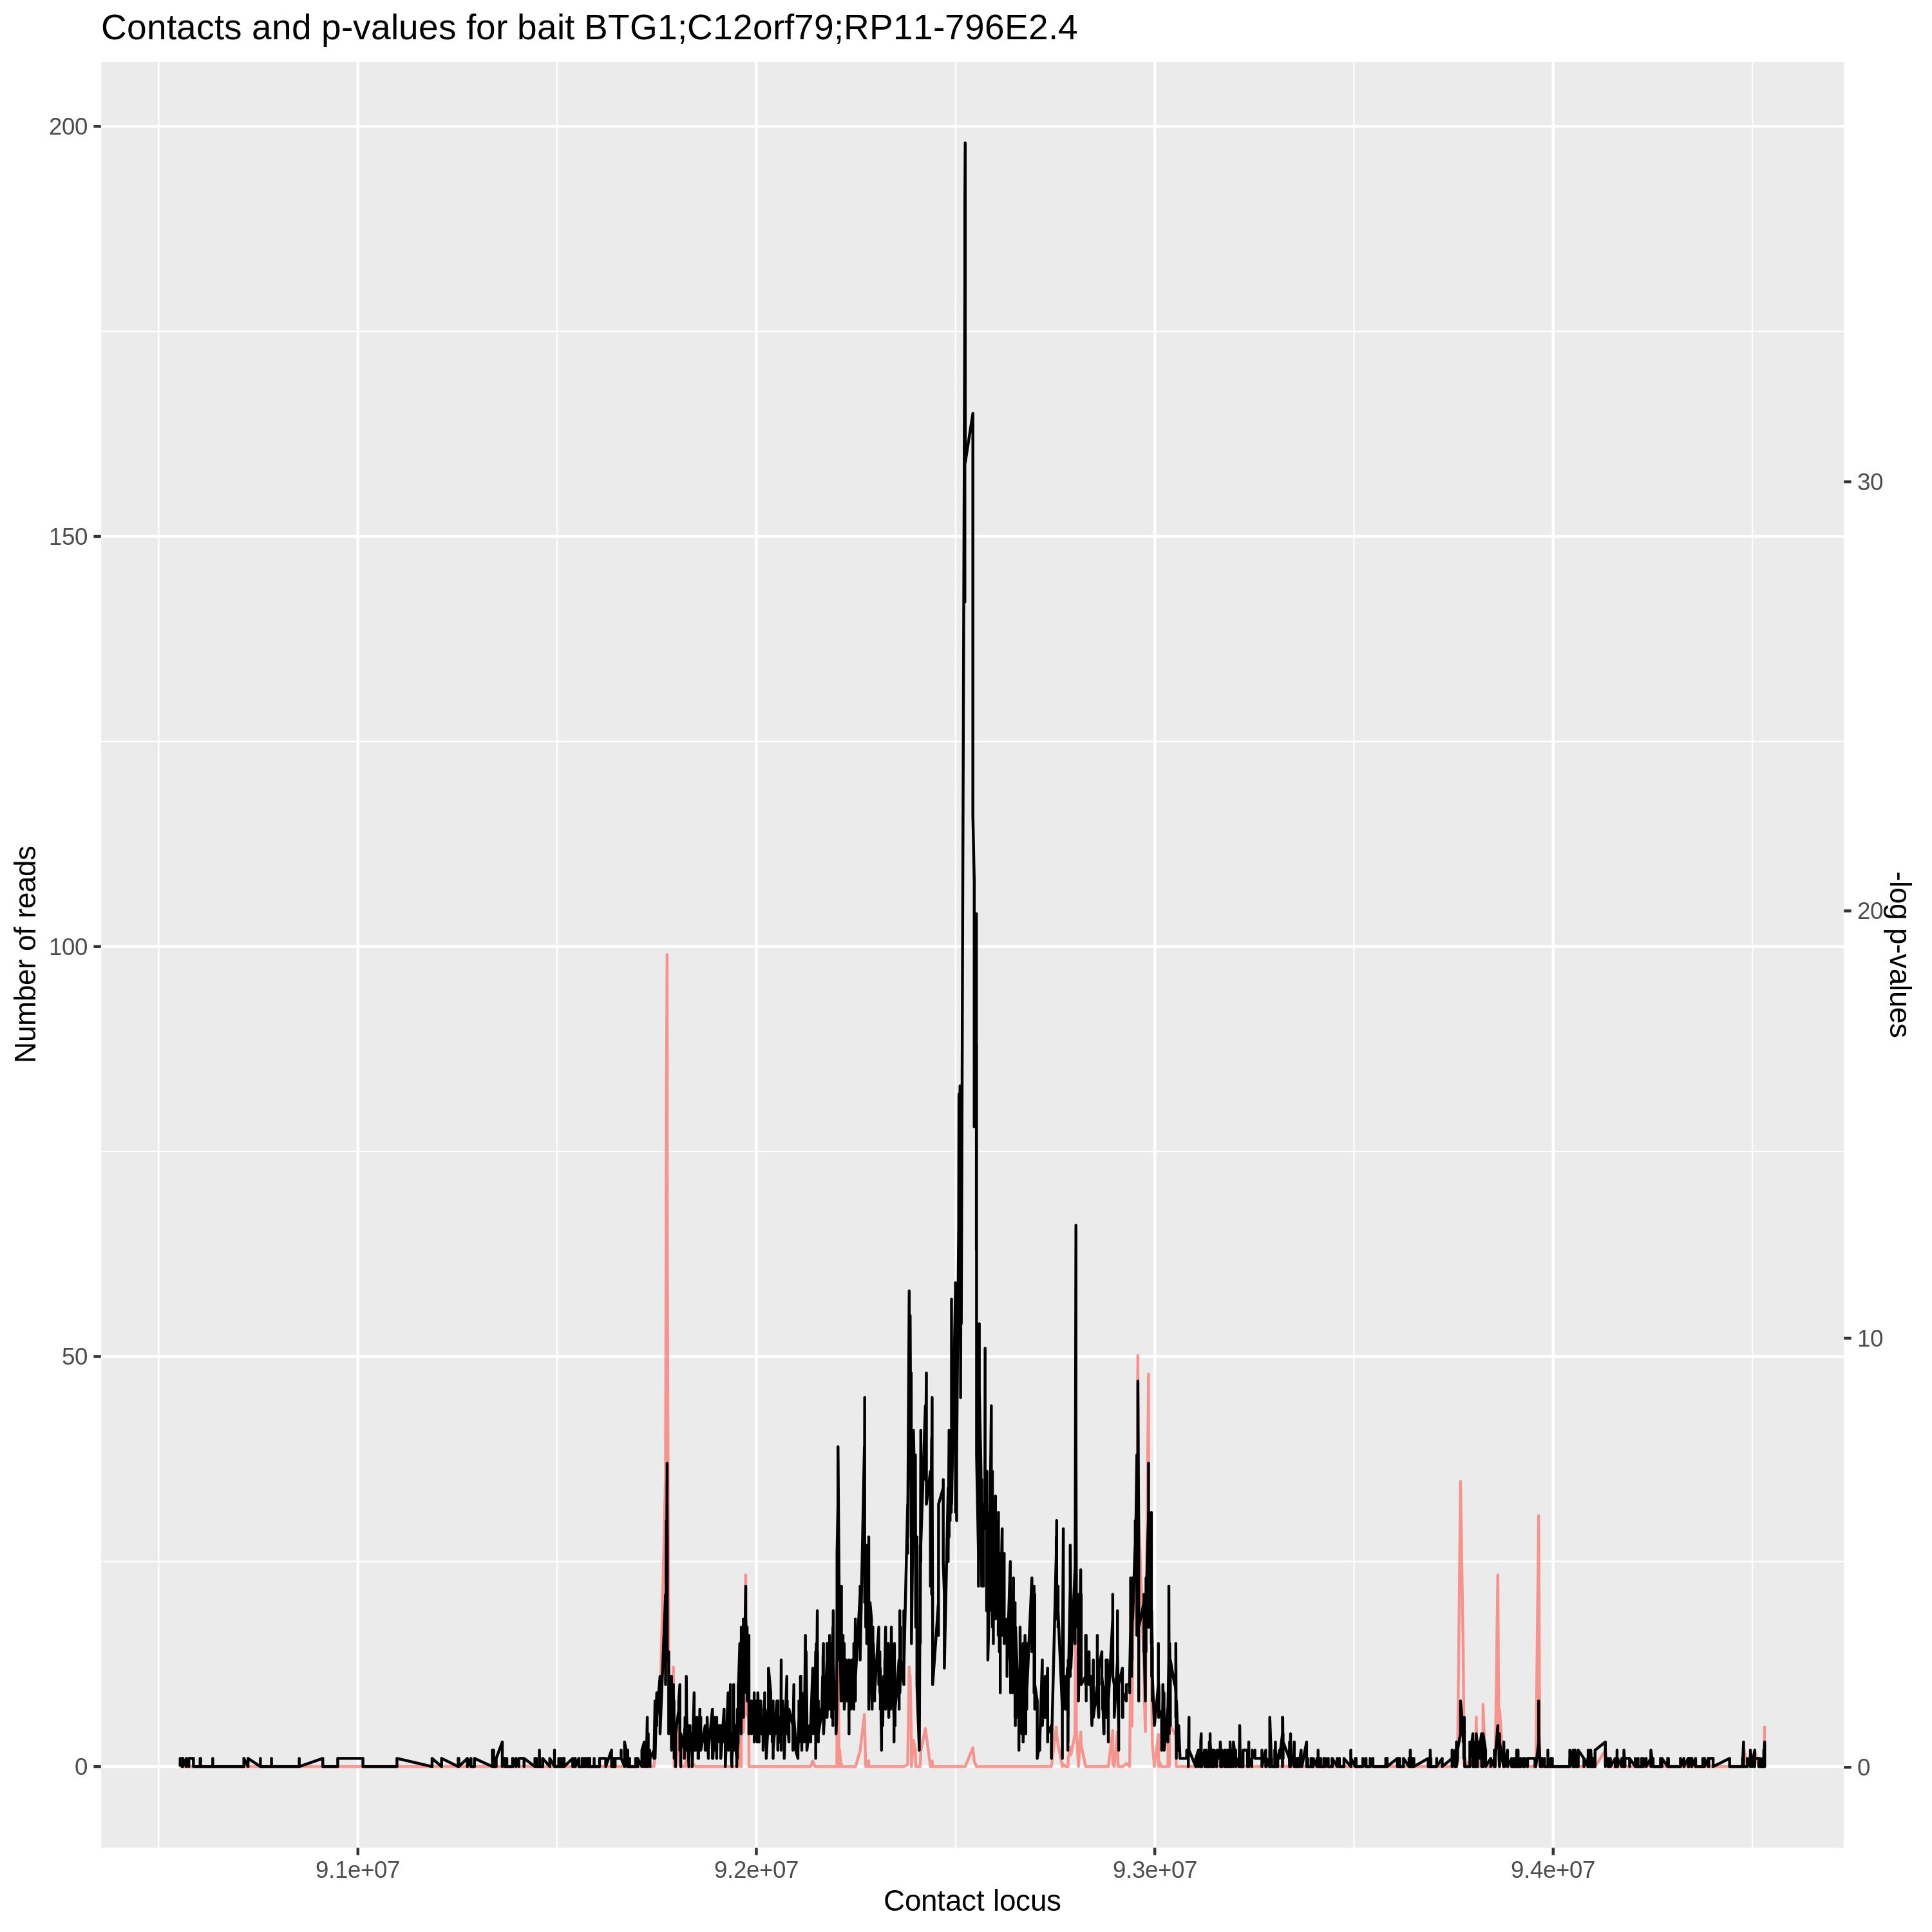 Contacts and p-values for bait BTG1;C12orf79;RP11-796E2.4
200
150
100
50
0
Number of reads
30
20
10
0
-log p-values
9.1e+07
9.2e+07
9.3e+07
9.4e+07
Contact locus